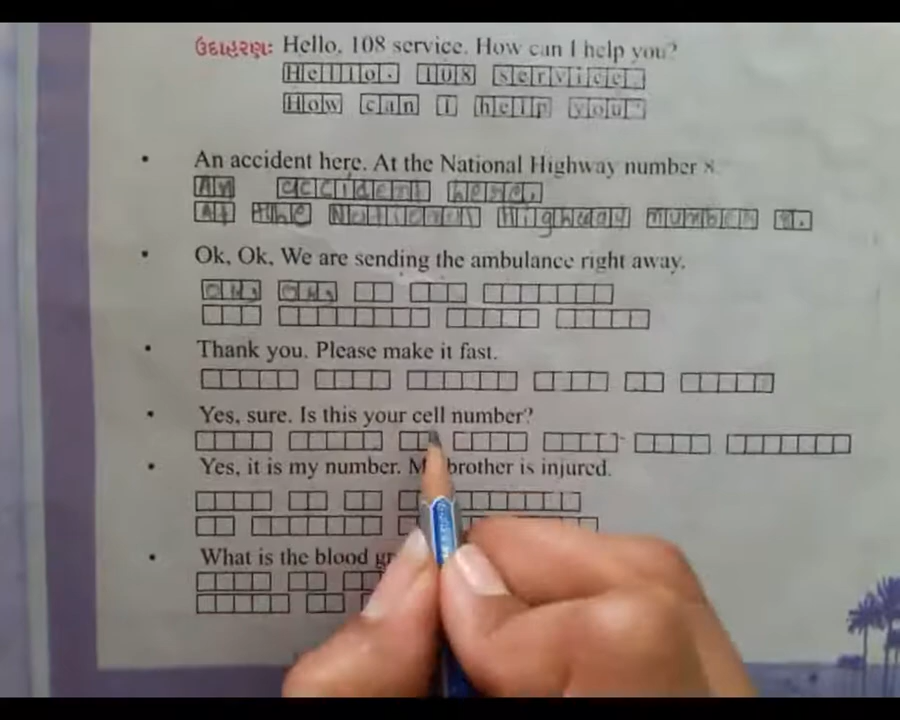 ઉદાહરણ: Hello, 108 service. How can I help you?
Hello. 108 service.
How can I help you?
• An accident here. At the National Highway number 8.
An accident here.
At the National Highway number 8.
• Ok, Ok, We are sending the ambulance right away.
Ok, Ok,
• Thank you. Please make it fast.
• Yes, sure. Is this your cell number?
• Yes, it is my number. brother is injured.
• What is the blood